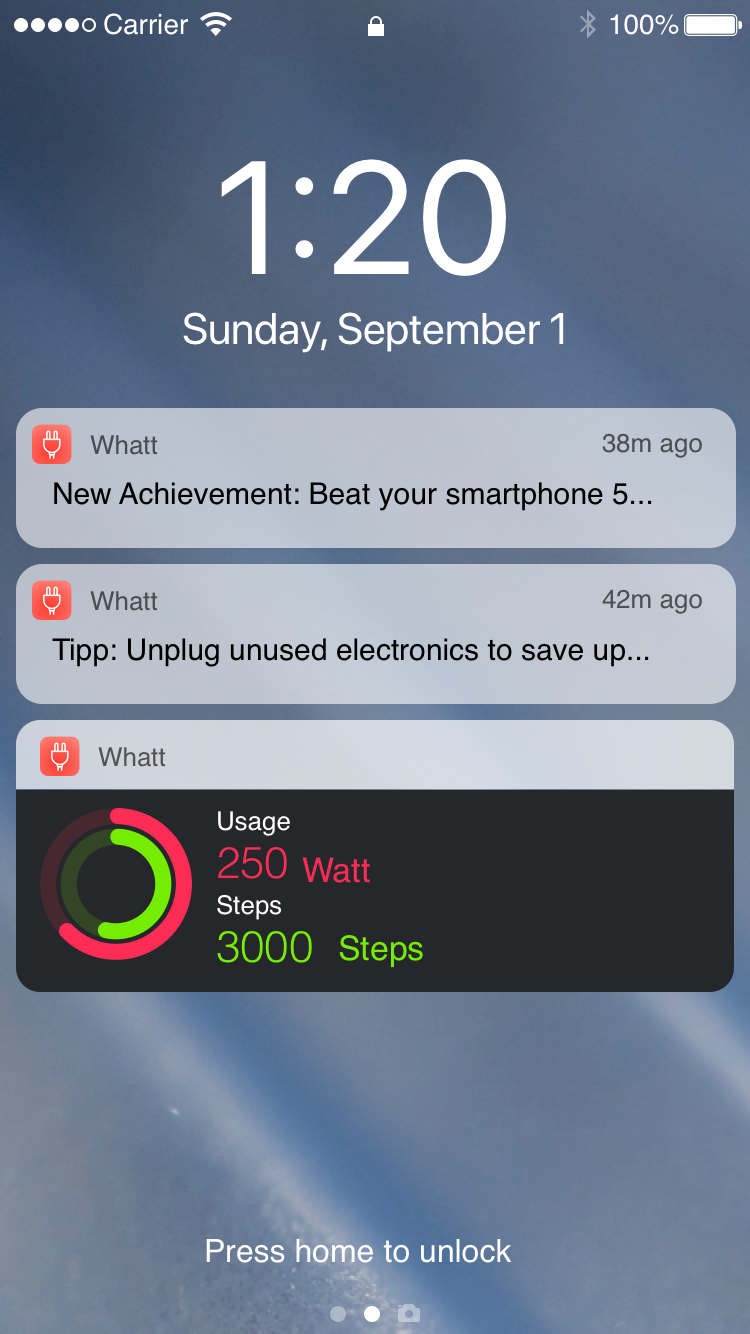 Carrier 100%
1:20
Sunday, September 1
Whatt 38m ago
New Achievement: Beat your smartphone 5...
Whatt 42m ago
Tipp: Unplug unused electronics to save up...
Whatt
Usage
250 Watt
Steps
3000 Steps
Press home to unlock